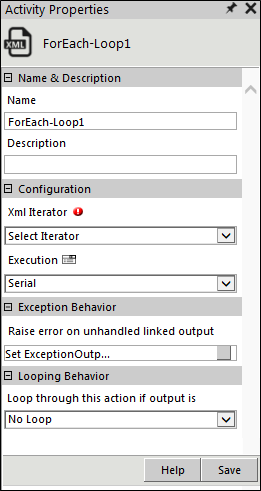 Activity Properties
XML
ForEach-Loop1
Name & Description
Name
ForEach-Loop1
Description
Configuration
Xml Iterator
Select Iterator
Execution
Serial
Exception Behavior
Raise error on unhandled linked output
Set ExceptionOutp...
Looping Behavior
Loop through this action if output is
No Loop
Help Save